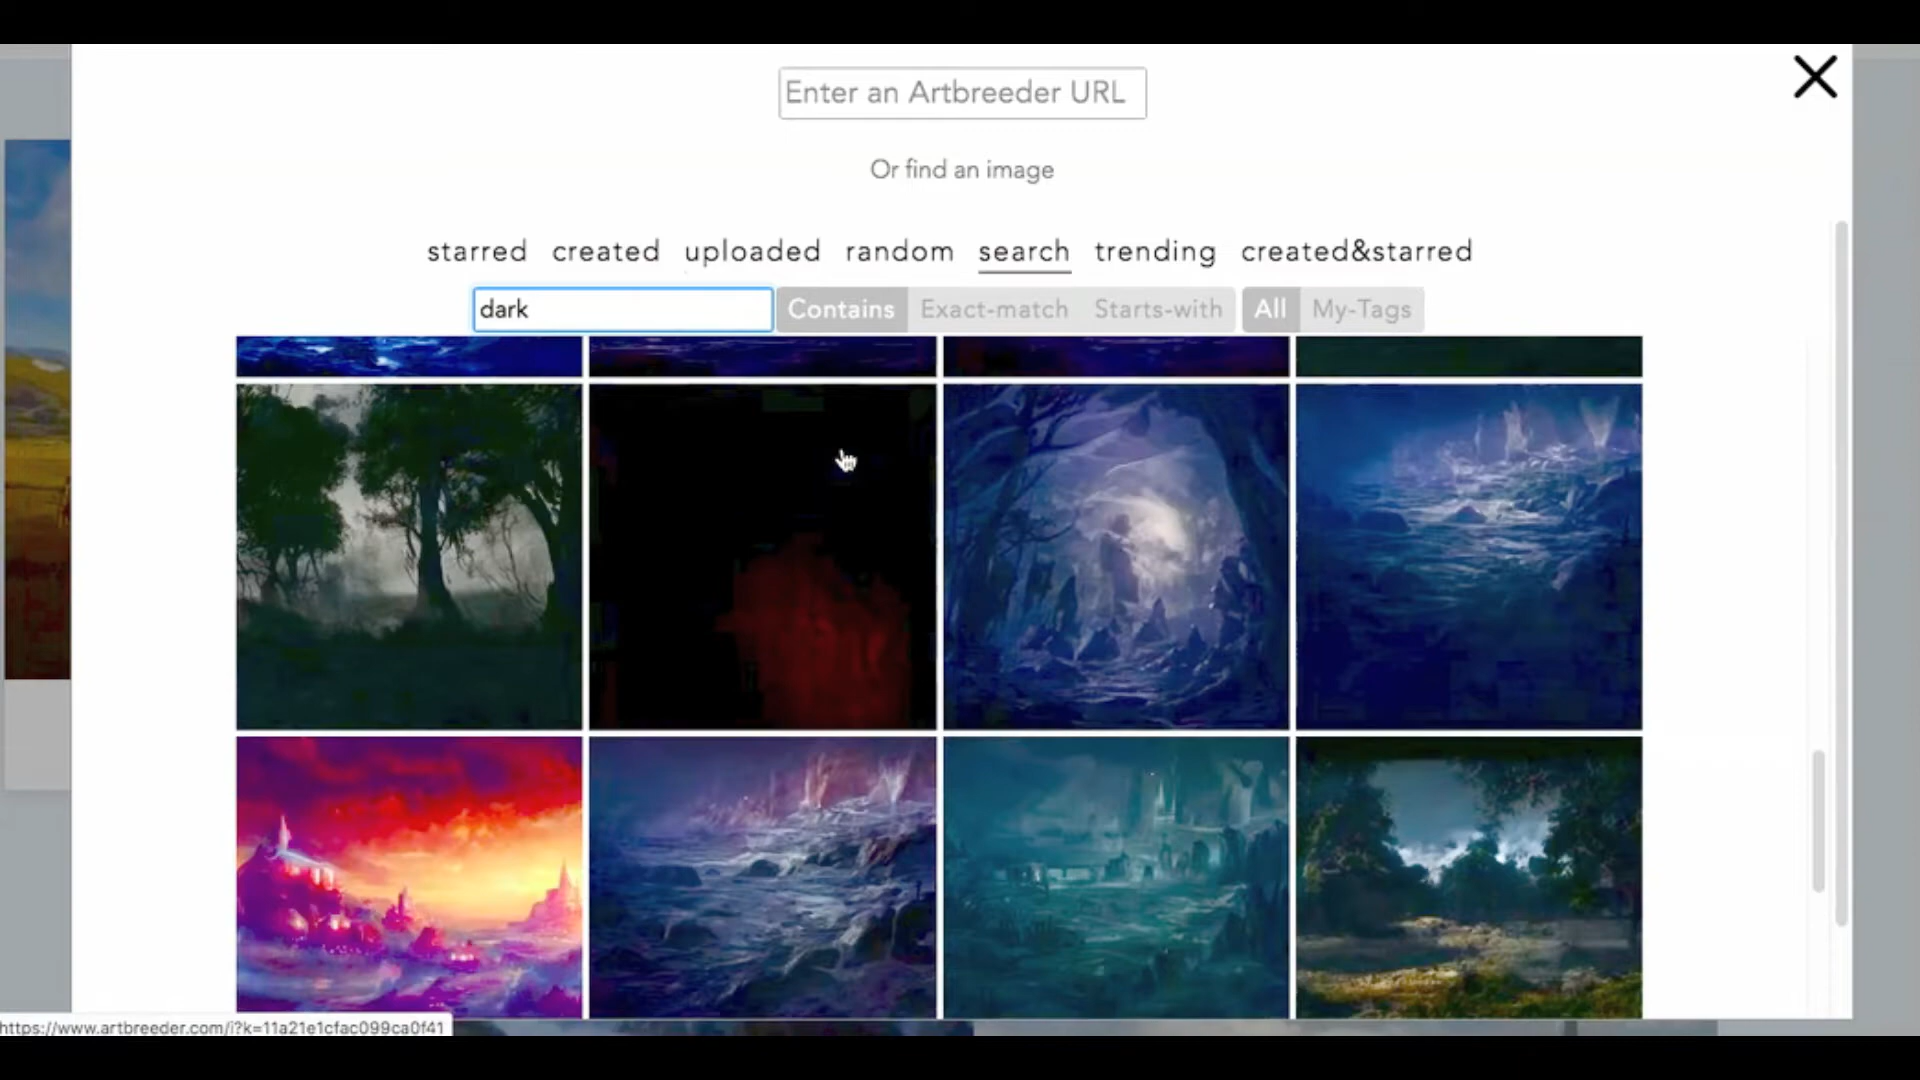 Enter an Artbreeder URL
Or find an image
starred created uploaded random search trending created&starred
dark Contains Exact-match Starts-with All My-Tags
https://www.artbreeder.com/i?k=11a21e1cfac099ca0f41